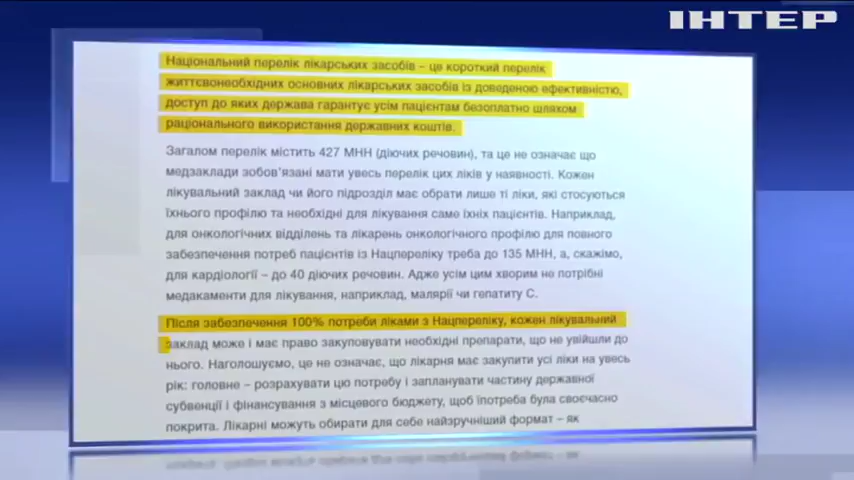 ІНТЕР
Національний перелік лікарських засобів – це короткий перелік
життєвонеобхідних основних лікарських засобів із доведеною ефективністю,
доступ до яких держава гарантує усім пацієнтам безоплатно шляхом
раціонального використання державних коштів.
Загалом перелік містить 427 МНН (діючих речовин), та це не означає що
медзаклади зобов'язані мати увесь перелік цих ліків у наявності. Кожен
лікувальний заклад чи його підрозділ має обрати лише ті ліки, які стосуються
їхнього профілю та необхідні для лікування саме їхніх пацієнтів. Наприклад,
для онкологічних відділень та лікарень онкологічного профілю для повного
забезпечення потреб пацієнтів із Нацпереліку треба до 135 МНН, а, скажімо,
для кардіології – до 40 діючих речовин. Адже усім цим хворим не потрібні
медакаменти для лікування, наприклад, малярії чи гепатиту С.
Після забезпечення 100% потреби ліками з Нацпереліку, кожен лікувальний
заклад може і має право закуповувати необхідні препарати, що не увійшли до
нього. Наголошуємо, це не означає, що лікарня має закупити усі ліки на увесь
рік: головне – розрахувати цю потребу і запланувати частину державної
субвенції і фінансування з місцевого бюджету, щоб іпотреба була своєчасно
покрита. Лікарні можуть обирати для себе найзручніший формат – як